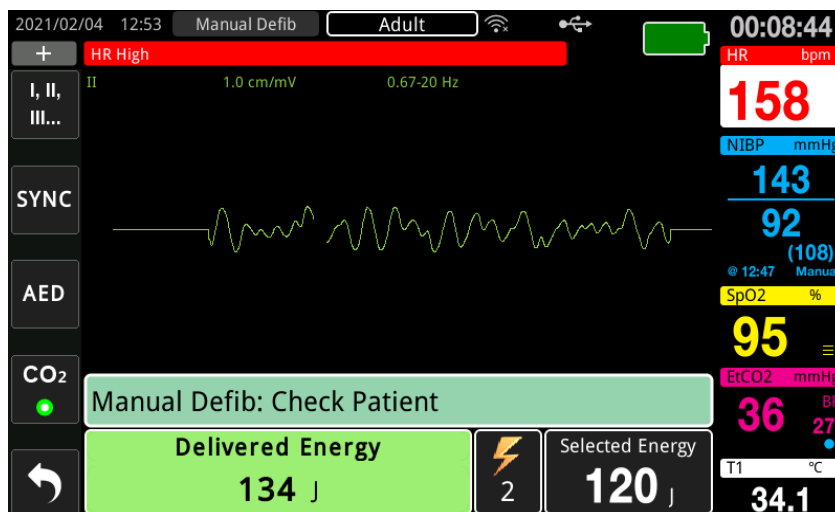 2021/02/04 12:53 Manual Defib Adult 00:08:44
+ HR High
HR bpm
158
I, II,
III...
II 1.0 cm/mV 0.67-20 Hz
NIBP mmHg
143
92
(108)
@ 12:47 Manua
SYNC
AED
SpO2 %
95
CO2
EtCO2 mmHg
36
27
Manual Defib: Check Patient
Delivered Energy
134 J
2
Selected Energy
120 J
T1 °C
34.1